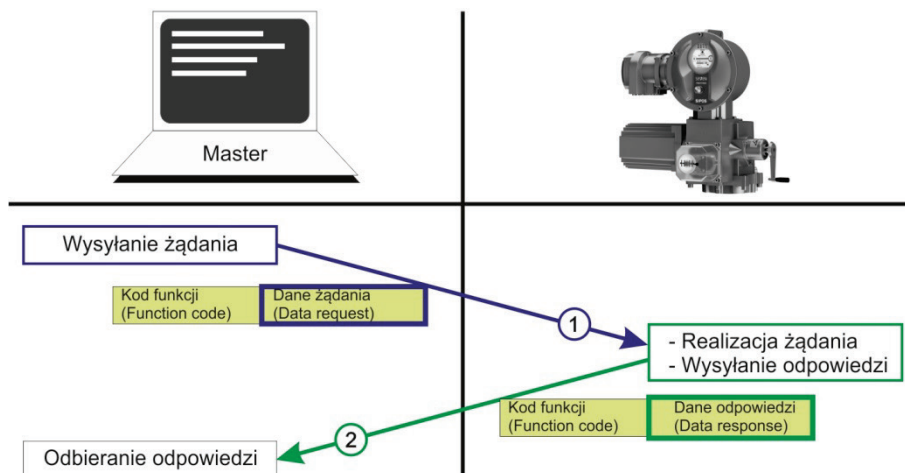 Master
Wysyłanie żądania
Kod funkcji
(Function code)
Dane żądania
(Data request)
1
- Realizacja żądania
- Wysyłanie odpowiedzi
Kod funkcji
(Function code)
Dane odpowiedzi
(Data response)
2
Odbieranie odpowiedzi